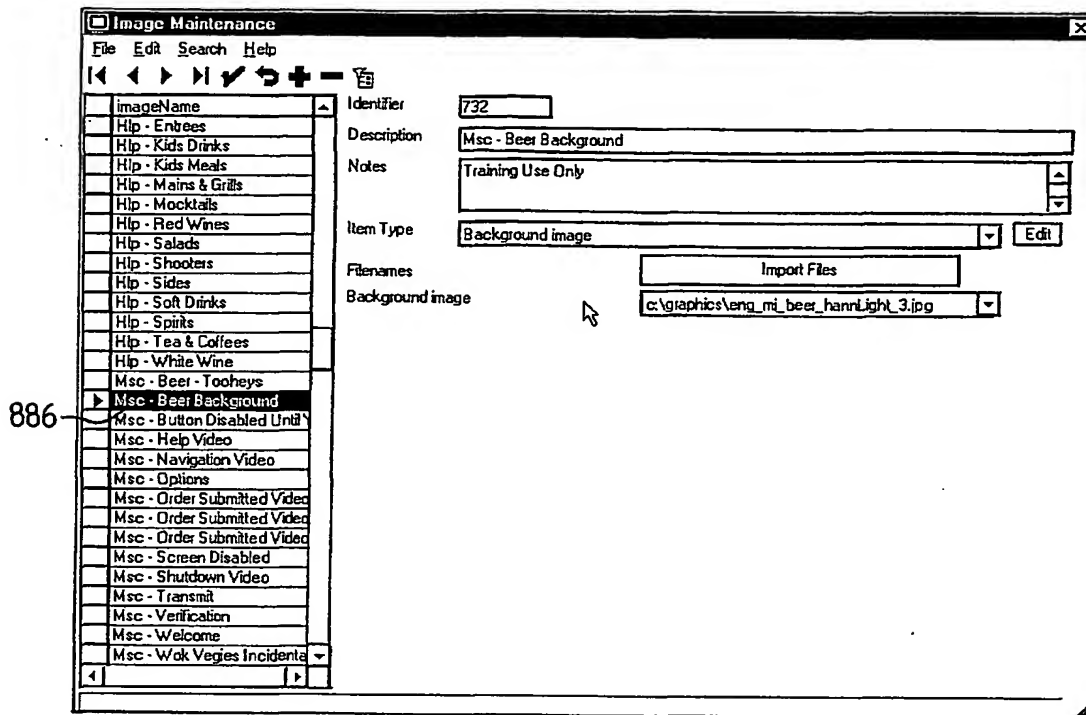 Image Maintenance
File Edit Search Help
imageName
Hlp - Entrees
Hlp - Kids Drinks
Hlp - Kids Meals
Hlp - Mains & Grills
Hlp - Mocktails
Hlp - Red Wines
Hlp - Salads
Hlp - Shooters
Hlp - Sides
Hlp - Soft Drinks
Hlp - Spirits
Hlp - Tea & Coffees
Hlp - White Wine
Msc - Beer - Tooheys
Msc - Beer Background
Msc - Button Disabled Until
Msc - Help Video
Msc - Navigation Video
Msc - Options
Msc - Order Submitted Video
Msc - Order Submitted Video
Msc - Order Submitted Video
Msc - Screen Disabled
Msc - Shutdown Video
Msc - Transmit
Msc - Verification
Msc - Welcome
Msc - Wok Vegies Incidenta
886
Identifier 732
Description Msc - Beer Background
Notes Training Use Only
Item Type Background image Edit
Filenames Import Files
Background image c:\graphics\eng_mi_beer_hannLight_3.jpg